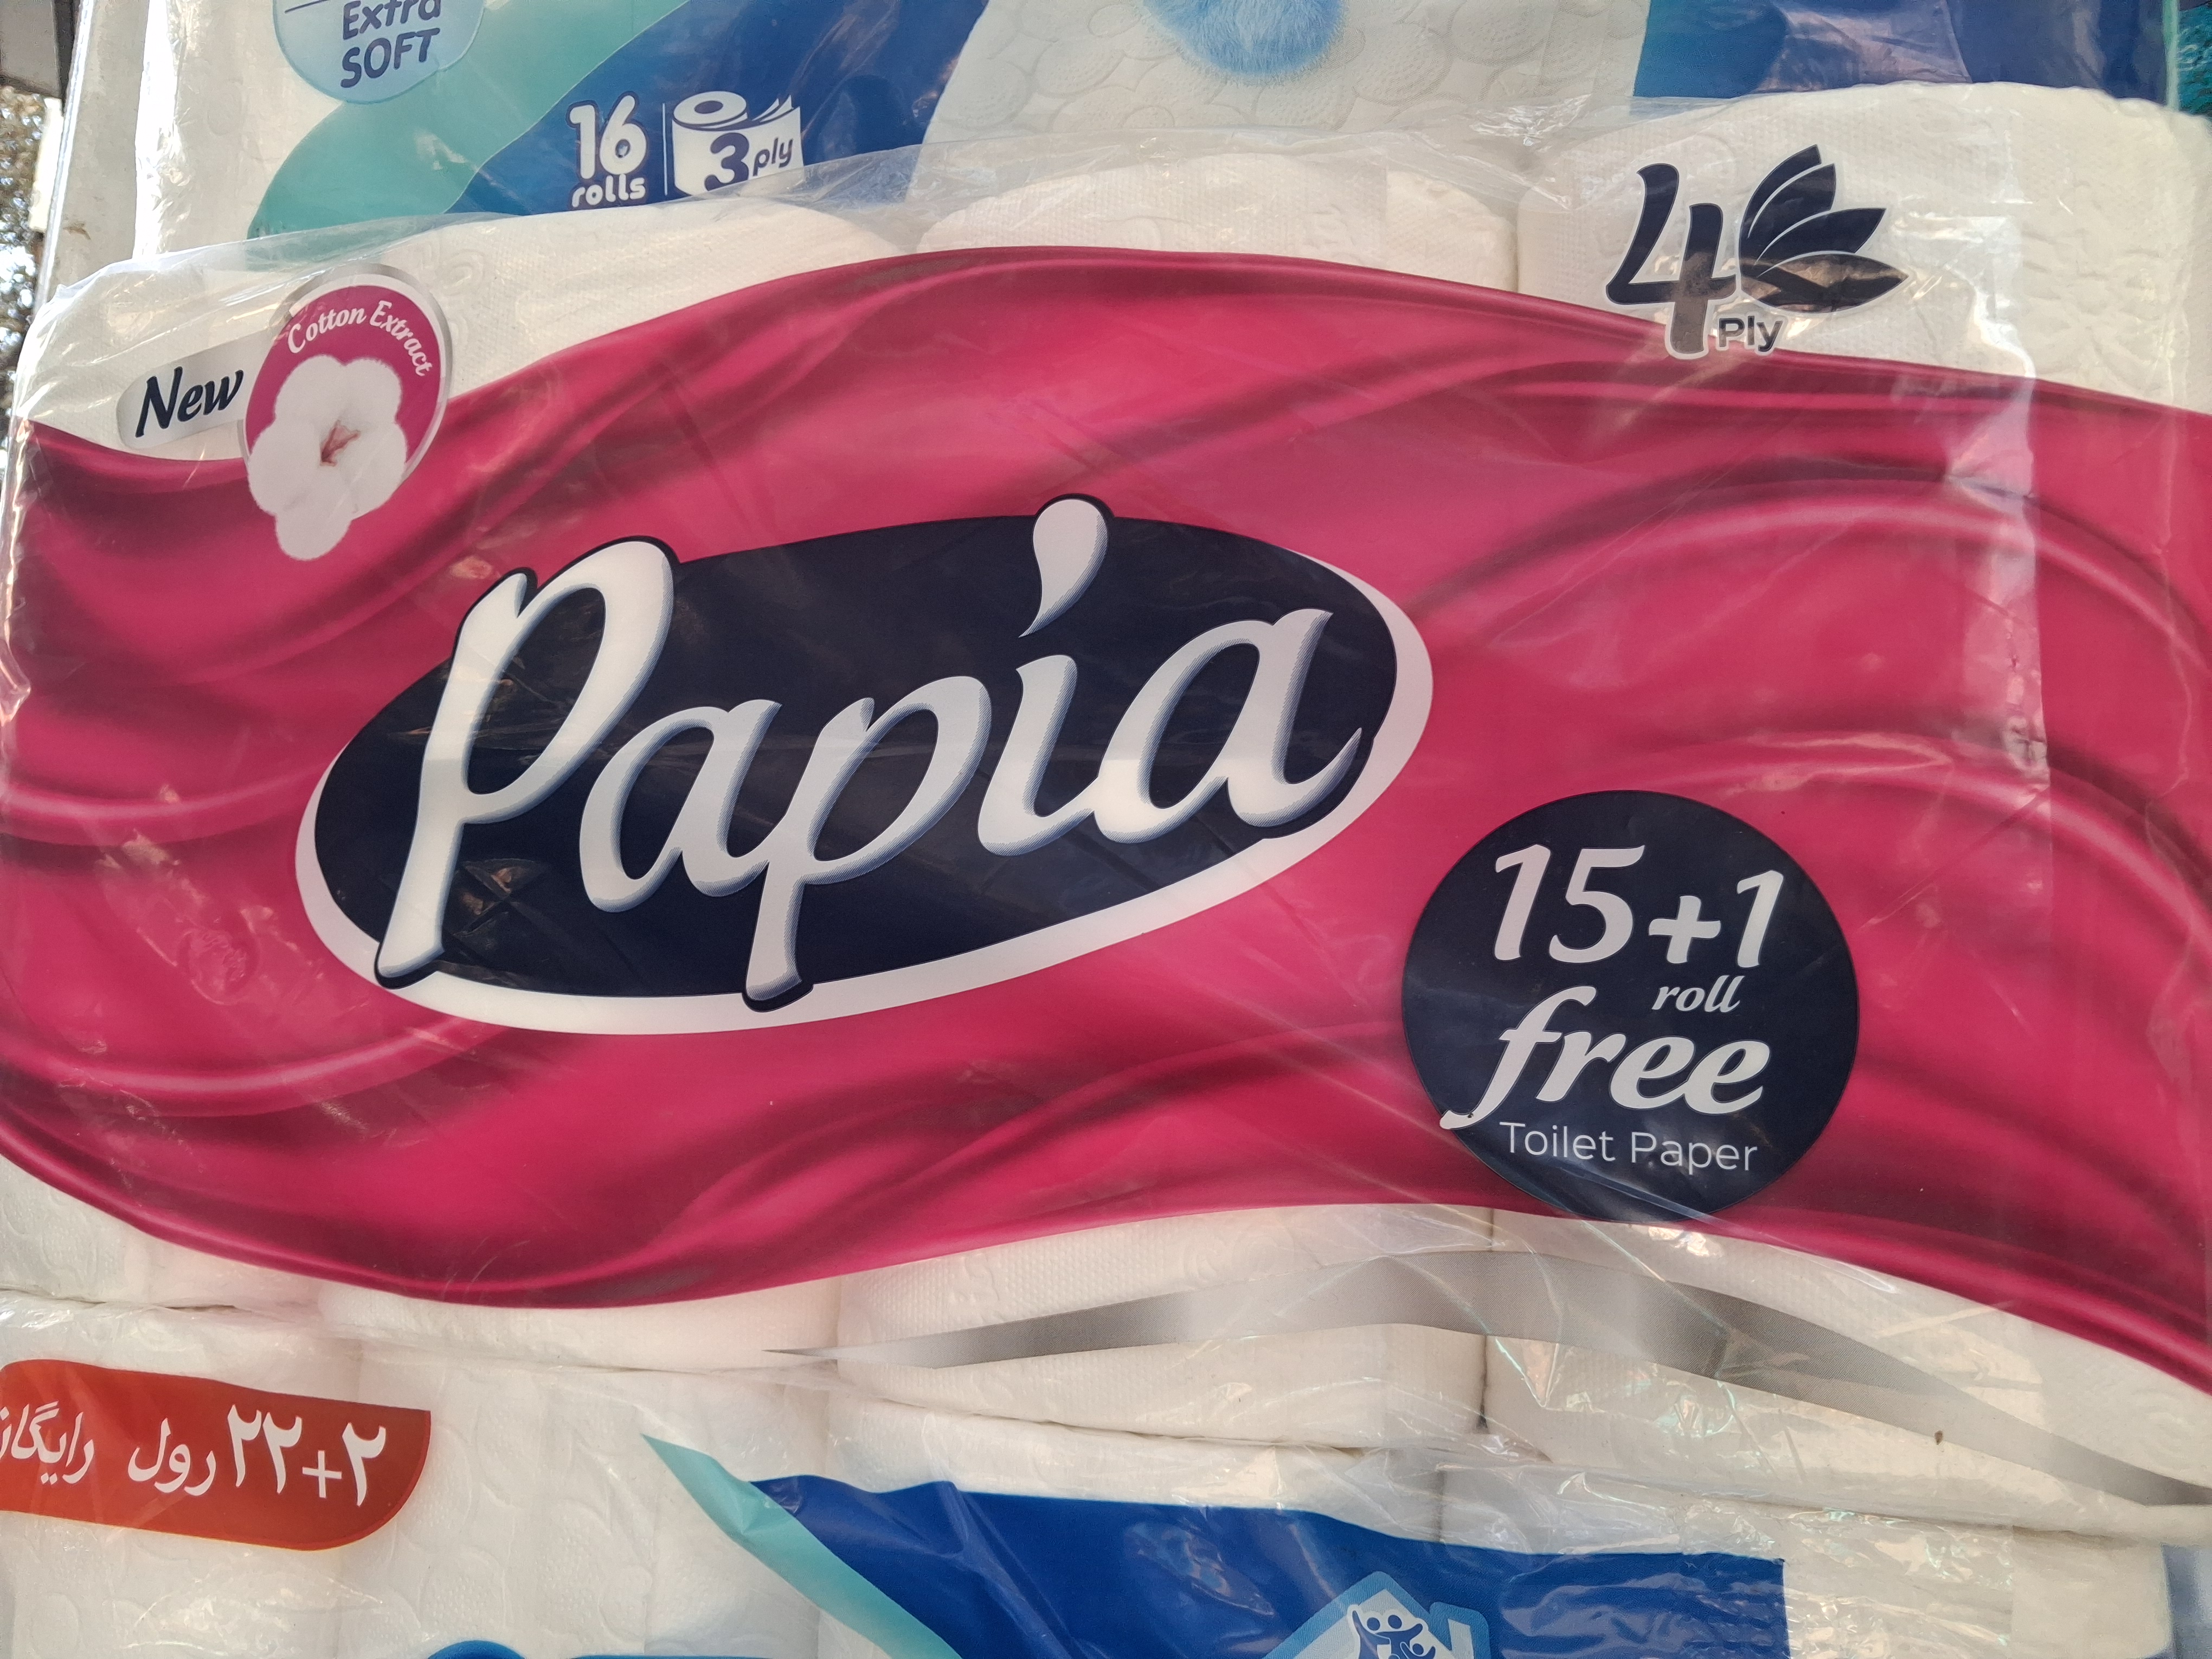 Extra
SOFT
16
rolls
3 ply
4
Ply
New
Cotton Extract
Papia
15+1
roll
free
Toilet Paper
۲۲+۲ رول